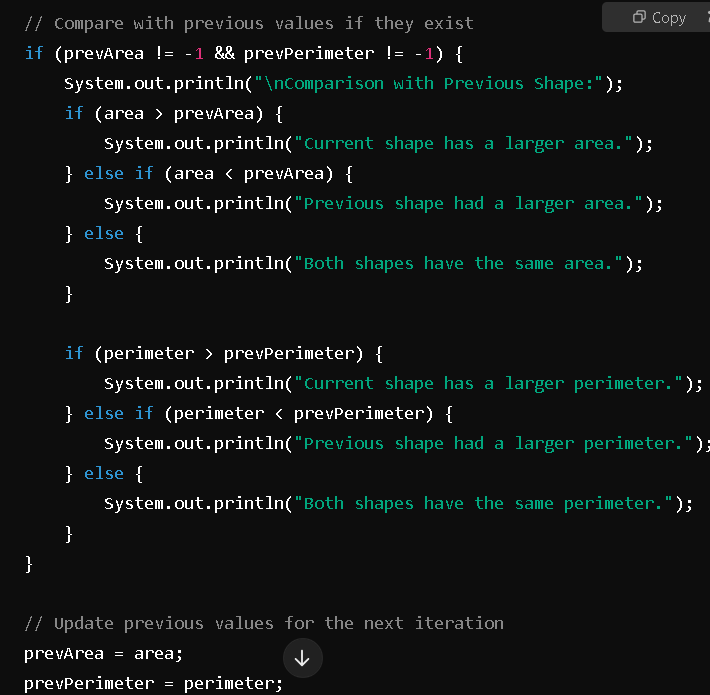 // Compare with previous values if they exist
Copy
if (prevArea != -1 && prevPerimeter != -1) {
    System.out.println("\nComparison with Previous Shape:");
    if (area > prevArea) {
        System.out.println("Current shape has a larger area.");
    } else if (area < prevArea) {
        System.out.println("Previous shape had a larger area.");
    } else {
        System.out.println("Both shapes have the same area.");
    }

    if (perimeter > prevPerimeter) {
        System.out.println("Current shape has a larger perimeter.");
    } else if (perimeter < prevPerimeter) {
        System.out.println("Previous shape had a larger perimeter.");
    } else {
        System.out.println("Both shapes have the same perimeter.");
    }
}

// Update previous values for the next iteration
prevArea = area;
prevPerimeter = perimeter;